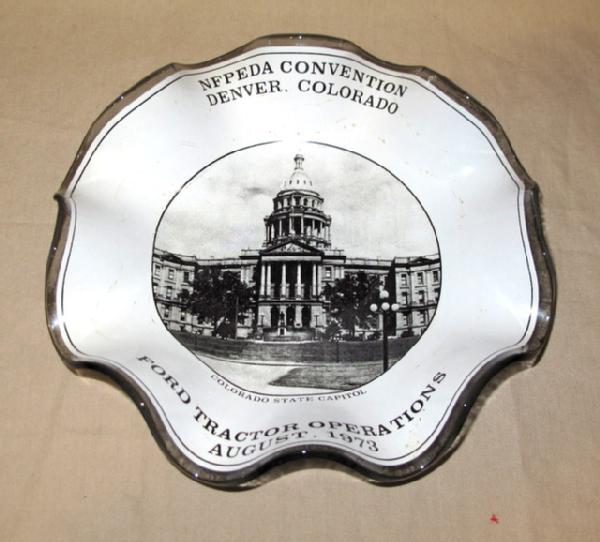 NFPEDA CONVENTION
DENVER. COLORADO
COLORADO STATE CAPITOL
FORD TRACTOR OPERATIONS
AUGUST. 1973